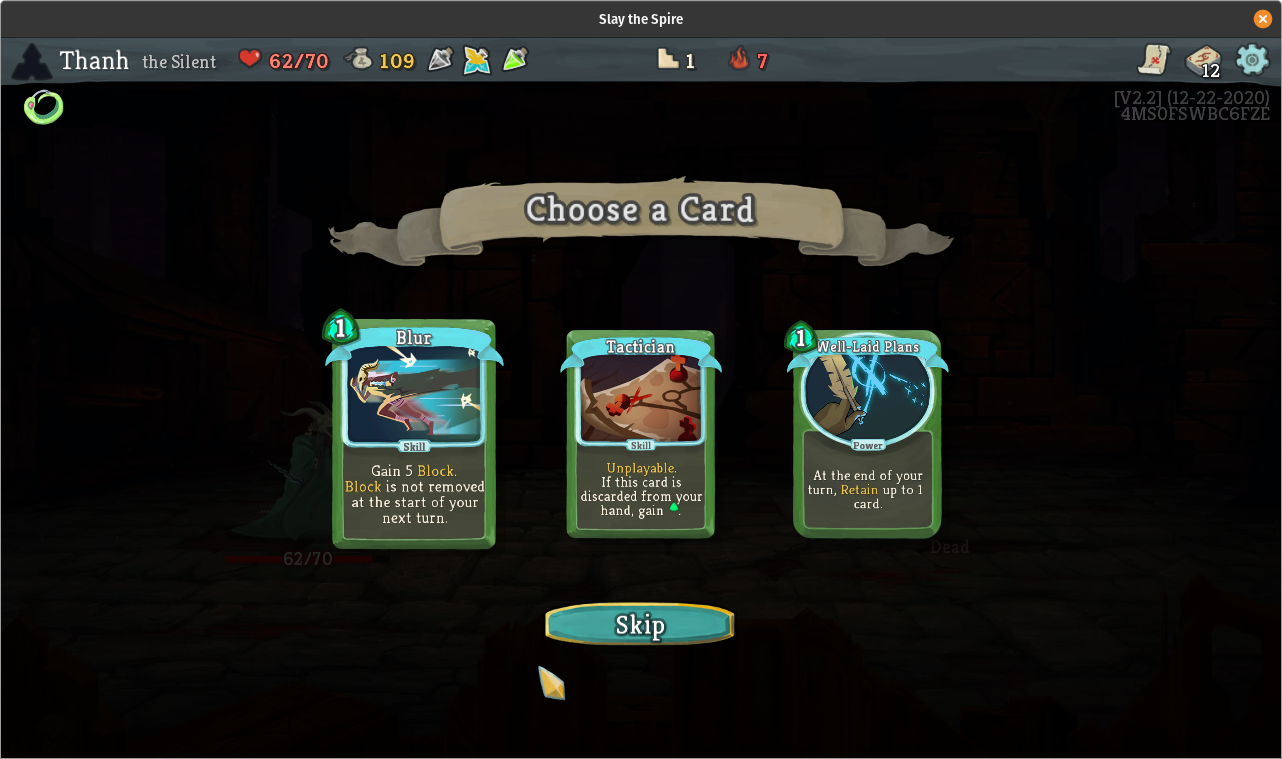 Slay the Spire
Thanh the Silent 62/70 109 1 7 12
[V2.2] (12-22-2020)
4MS0FSWBC6FZE
Choose a Card
1 Blur
Skill
Gain 5 Block.
Block is not removed
at the start of your
next turn.
Tactician
Skill
Unplayable.
If this card is
discarded from your
hand, gain .
1 Well-Laid Plans
Power
At the end of your
turn, Retain up to 1
card.
62/70
Dead
Skip